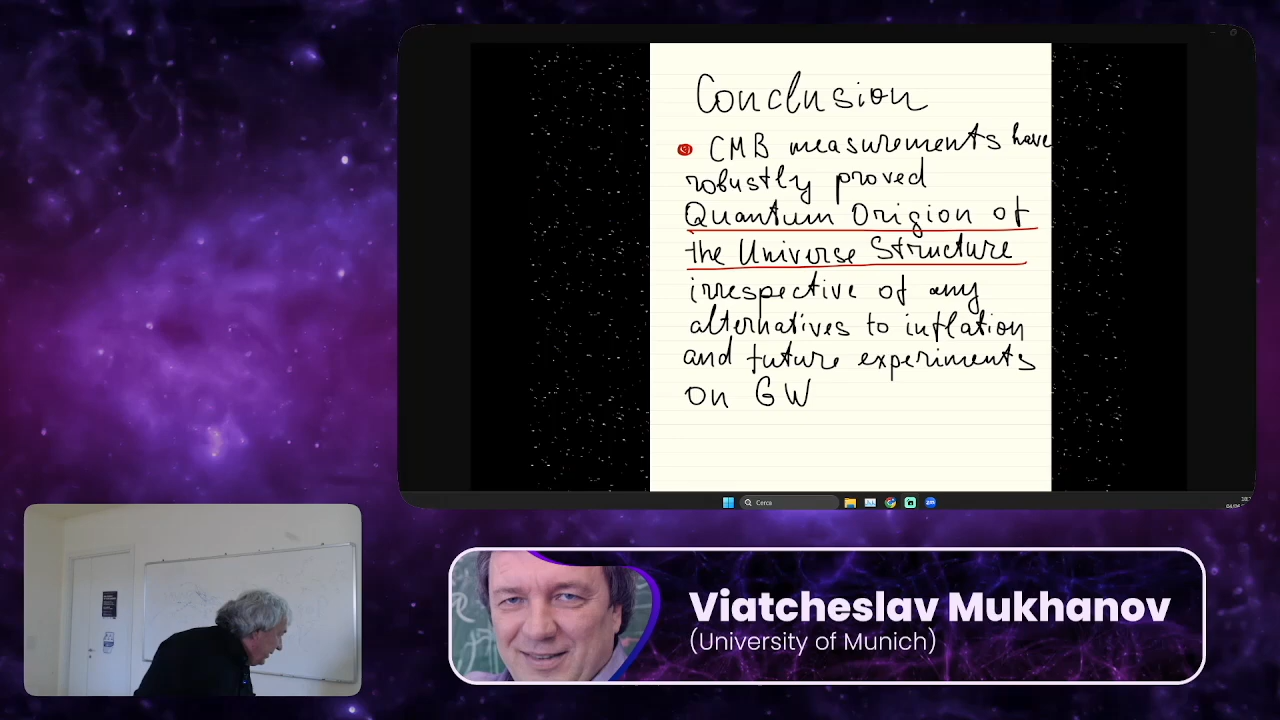 Conclusion
CMB measurements have
robustly proved
Quantum Origion of
the Universe Structure
irrespective of any
alternatives to inflation
and future experiments
on GW
Cerca
Viatcheslav Mukhanov
(University of Munich)